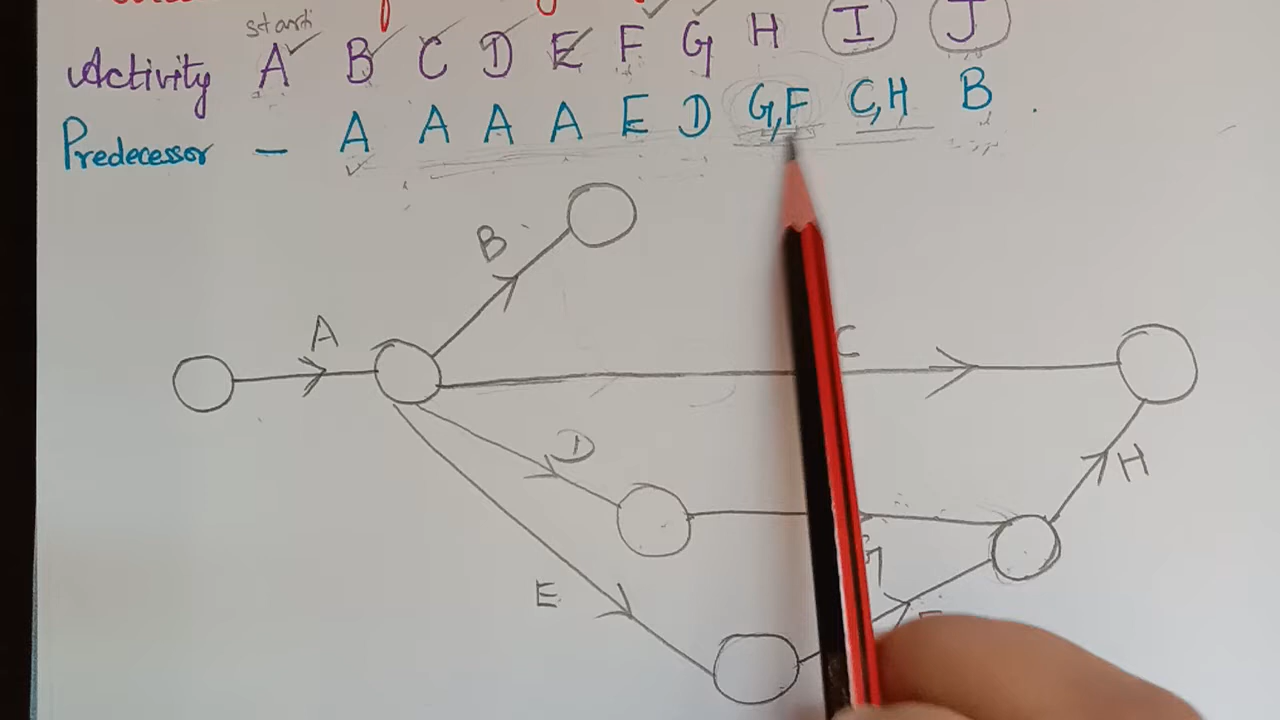 start
Activity A B C D E F G H I J
Predecessor - A A A A E D G,F C,H B
B
A
C
D
H
E